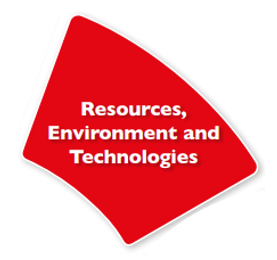 Resources,
Environment and
Technologies